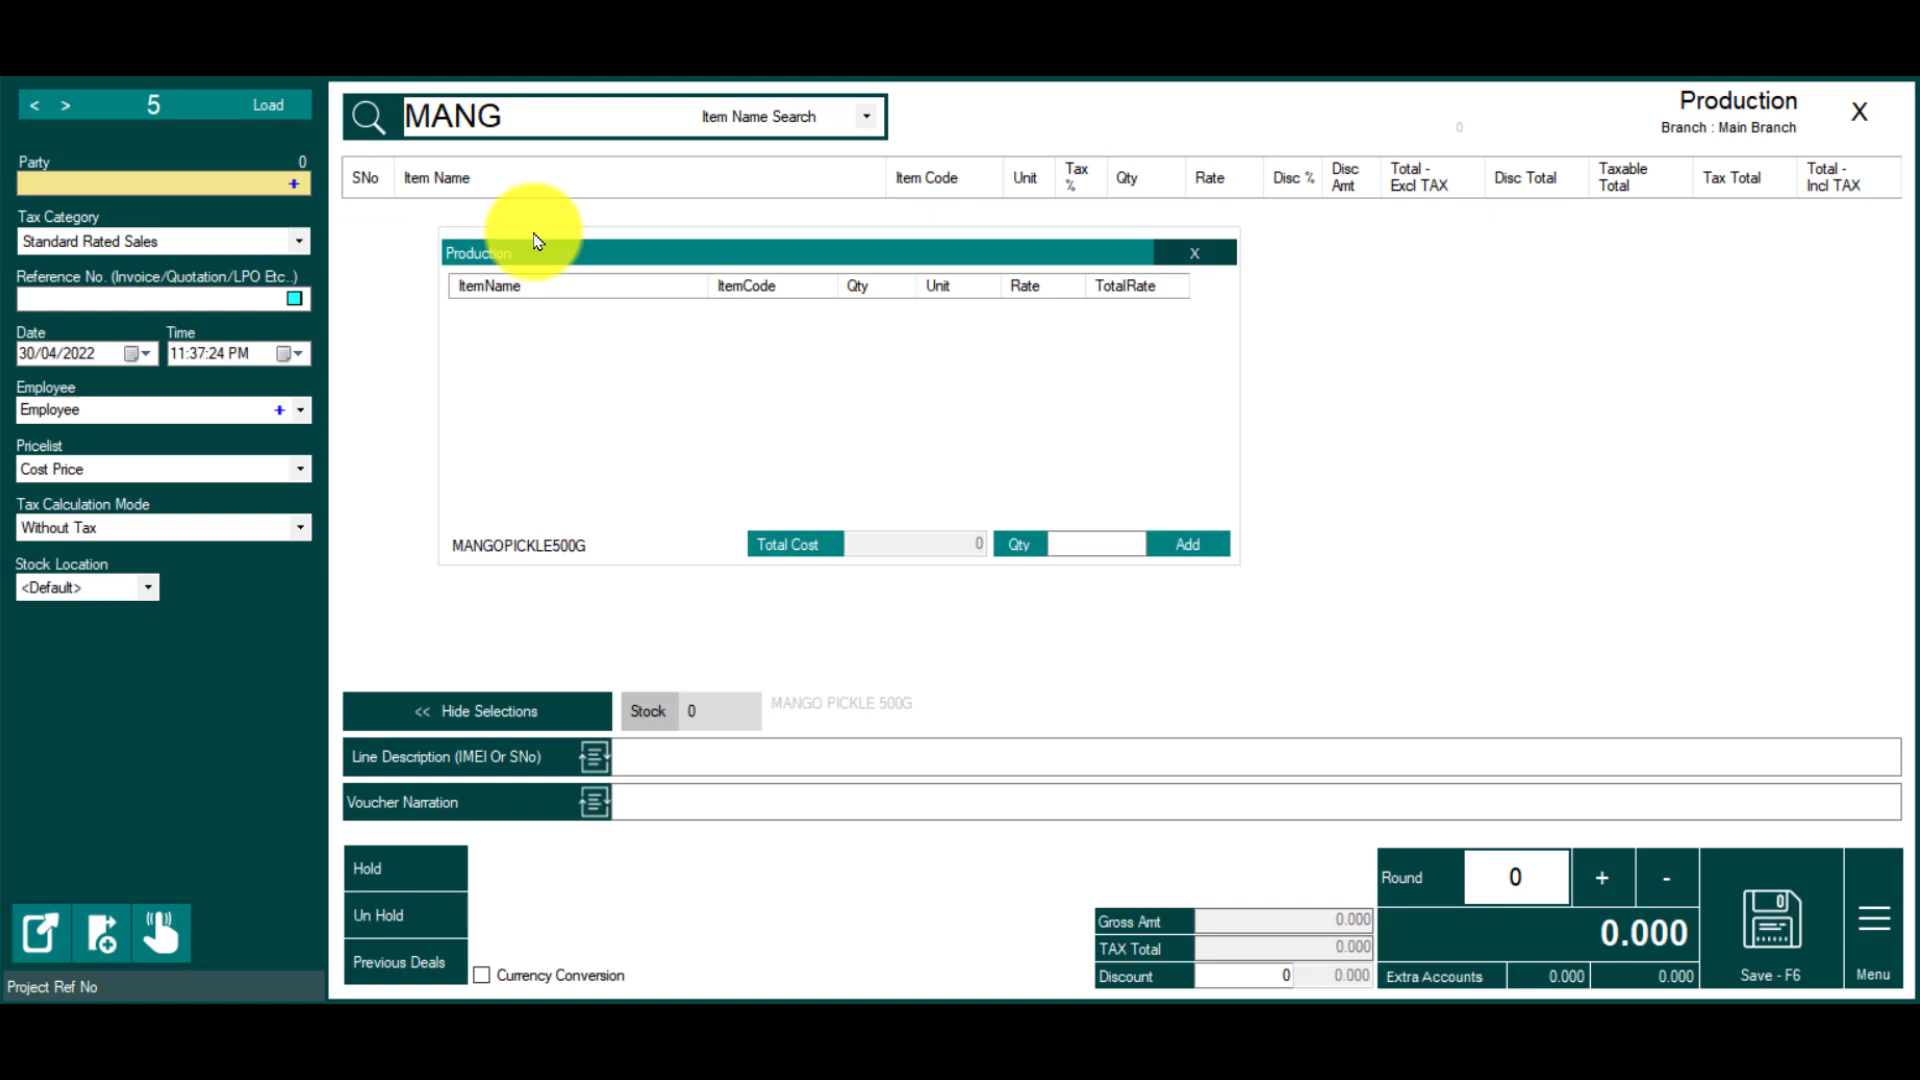 < > 5 Load
Party 0
+
Tax Category
Standard Rated Sales
Reference No. (Invoice/Quotation/LPO Etc..)
Date Time
30/04/2022 11:37:24 PM
Employee
Employee +
Pricelist
Cost Price
Tax Calculation Mode
Without Tax
Stock Location
<Default>
Project Ref No
MANG Item Name Search
0
Production
Branch : Main Branch
X
SNo Item Name Item Code Unit Tax % Qty Rate Disc % Disc Amt Total - Excl TAX Disc Total Taxable Total Tax Total Total - Incl TAX
Production X
ItemName ItemCode Qty Unit Rate TotalRate
MANGOPICKLE500G Total Cost 0 Qty Add
<< Hide Selections Stock 0 MANGO PICKLE 500G
Line Description (IMEI Or SNo)
Voucher Narration
Hold
Un Hold
Previous Deals
Currency Conversion
Gross Amt 0.000
TAX Total 0.000
Discount 0 0.000
Round 0 + -
0.000
Extra Accounts 0.000 0.000
Save - F6
Menu